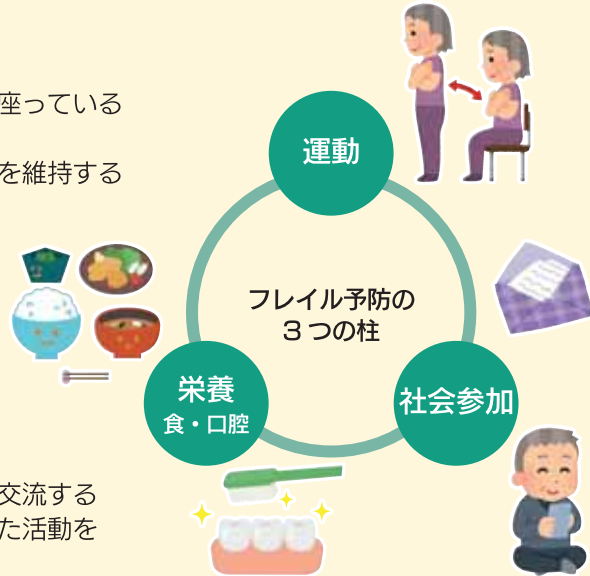 座っている
を維持する
運動
フレイル予防の
3つの柱
栄養
食・口腔
社会参加
交流する
た活動を